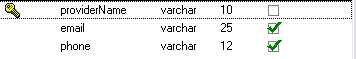 providerName varchar 10
email varchar 25
phone varchar 12